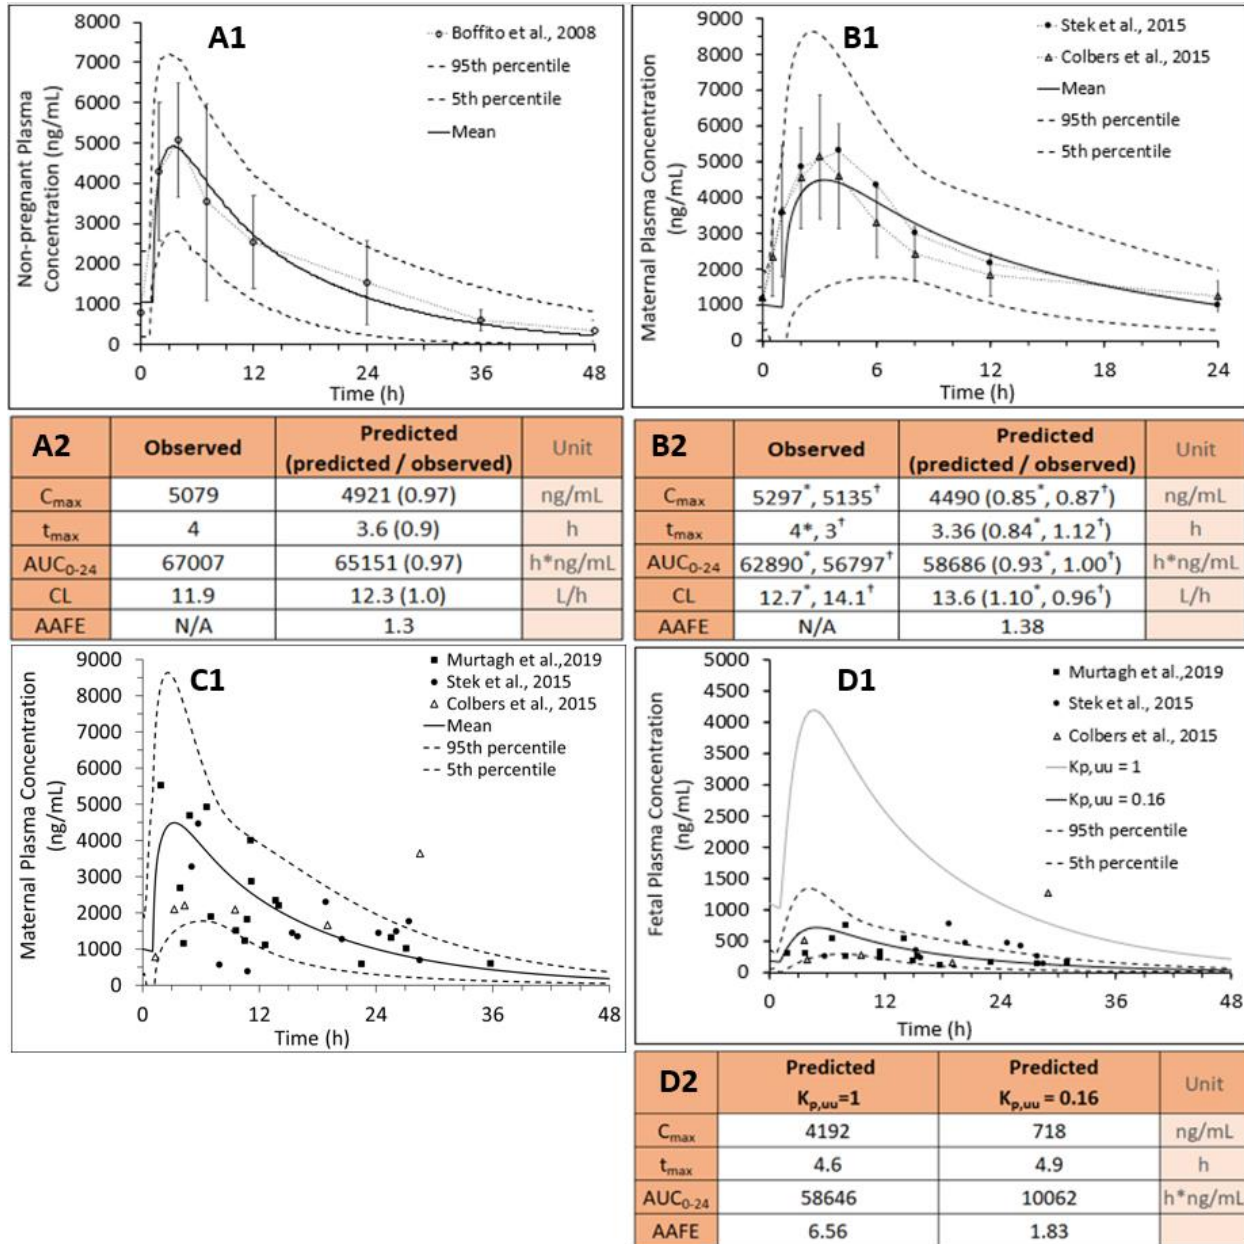 A1
8000
7000
6000
5000
4000
3000
2000
1000
0
Non-pregnant Plasma
Concentration (ng/mL)
Boffito et al., 2008
95th percentile
5th percentile
Mean
0 12 24 36 48
Time (h)
B1
9000
8000
7000
6000
5000
4000
3000
2000
1000
0
Maternal Plasma Concentration
(ng/mL)
Stek et al., 2015
Colbers et al., 2015
Mean
95th percentile
5th percentile
0 6 12 18 24
Time (h)
A2 Observed Predicted (predicted / observed) Unit
Cmax 5079 4921 (0.97) ng/mL
tmax 4 3.6 (0.9) h
AUC0-24 67007 65151 (0.97) h*ng/mL
CL 11.9 12.3 (1.0) L/h
AAFE N/A 1.3
B2 Observed Predicted (predicted / observed) Unit
Cmax 5297*, 5135† 4490 (0.85*, 0.87†) ng/mL
tmax 4*, 3† 3.36 (0.84*, 1.12†) h
AUC0-24 62890*, 56797† 58686 (0.93*, 1.00†) h*ng/mL
CL 12.7*, 14.1† 13.6 (1.10*, 0.96†) L/h
AAFE N/A 1.38
C1
9000
8000
7000
6000
5000
4000
3000
2000
1000
0
Maternal Plasma Concentration
(ng/mL)
Murtagh et al.,2019
Stek et al., 2015
Colbers et al., 2015
Mean
95th percentile
5th percentile
0 12 24 36 48
Time (h)
D1
5000
4500
4000
3500
3000
2500
2000
1500
1000
500
0
Fetal Plasma Concentration
(ng/mL)
Murtagh et al.,2019
Stek et al., 2015
Colbers et al., 2015
Kp,uu = 1
Kp,uu = 0.16
95th percentile
5th percentile
0 12 24 36 48
Time (h)
D2 Predicted Kp,uu=1 Predicted Kp,uu = 0.16 Unit
Cmax 4192 718 ng/mL
tmax 4.6 4.9 h
AUC0-24 58646 10062 h*ng/mL
AAFE 6.56 1.83